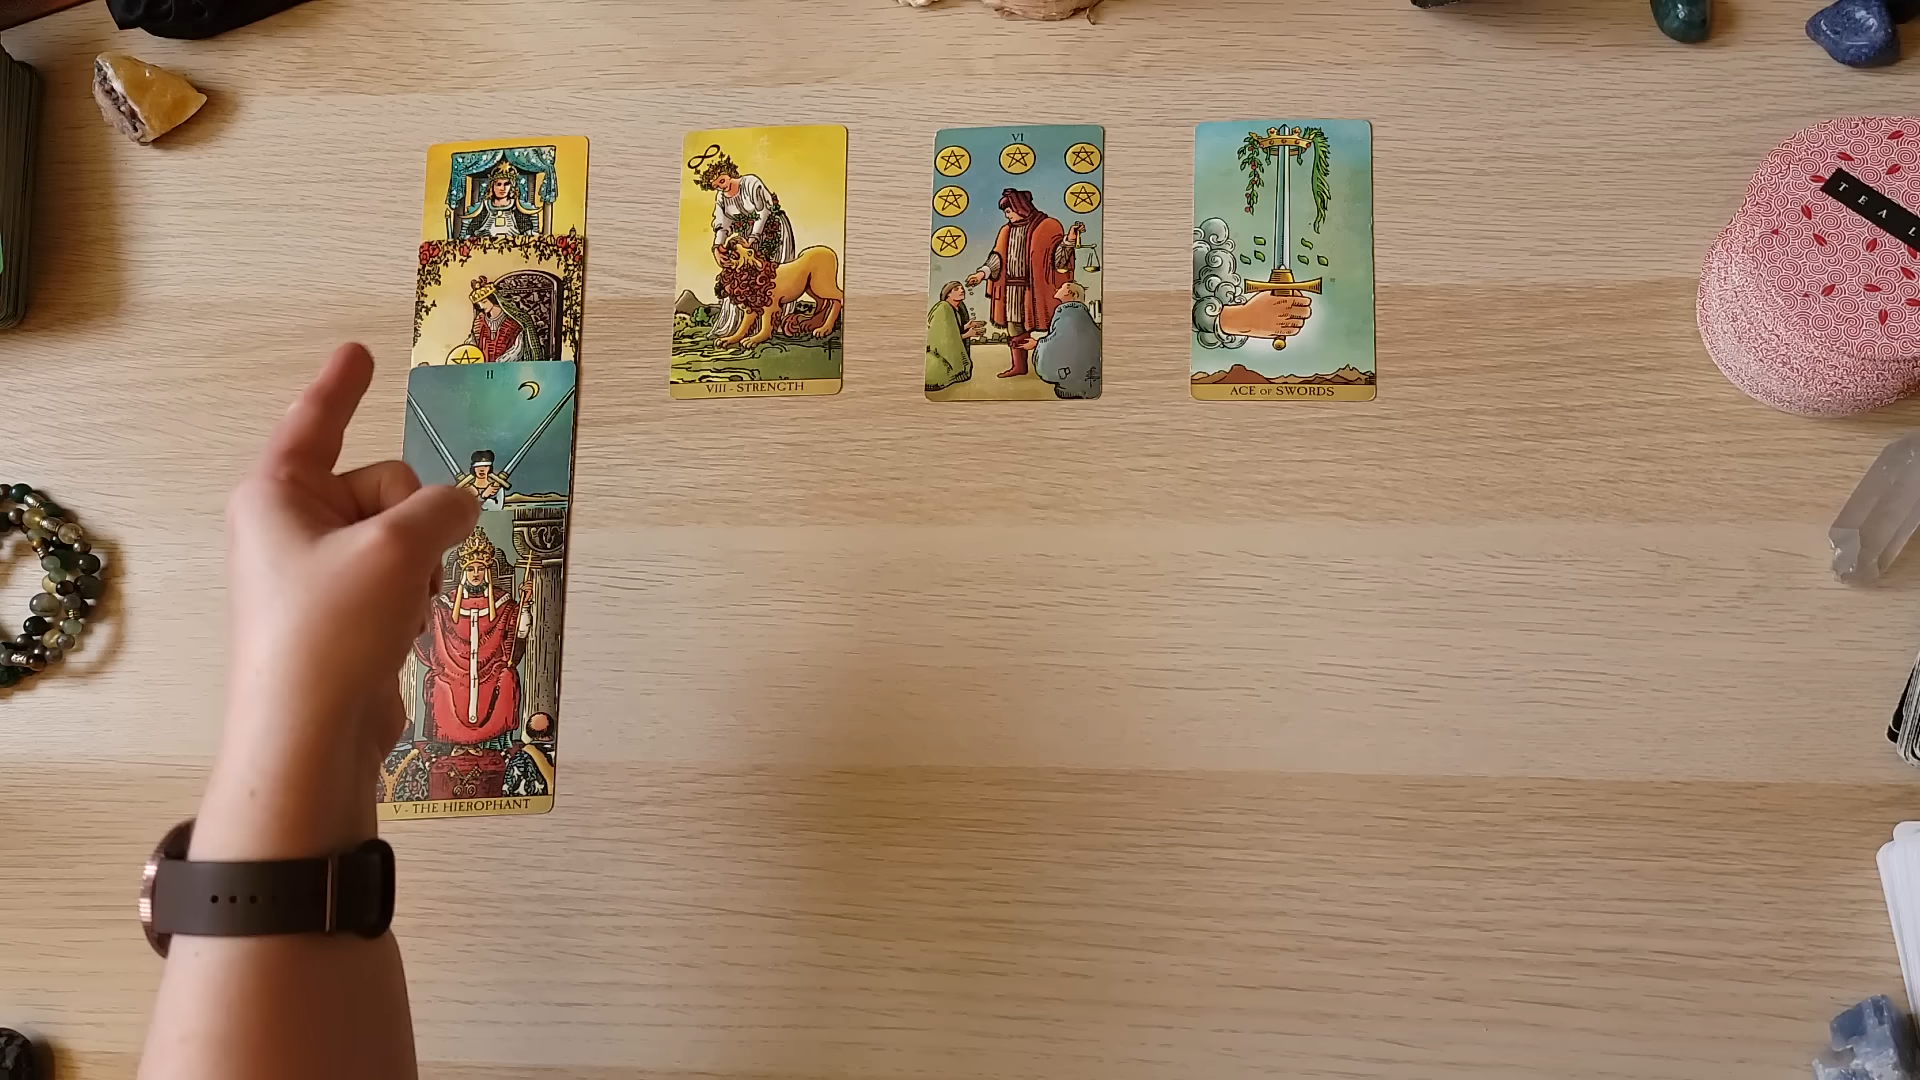 VI
II
VIII - STRENGTH
ACE OF SWORDS
TEAL
V - THE HIEROPHANT